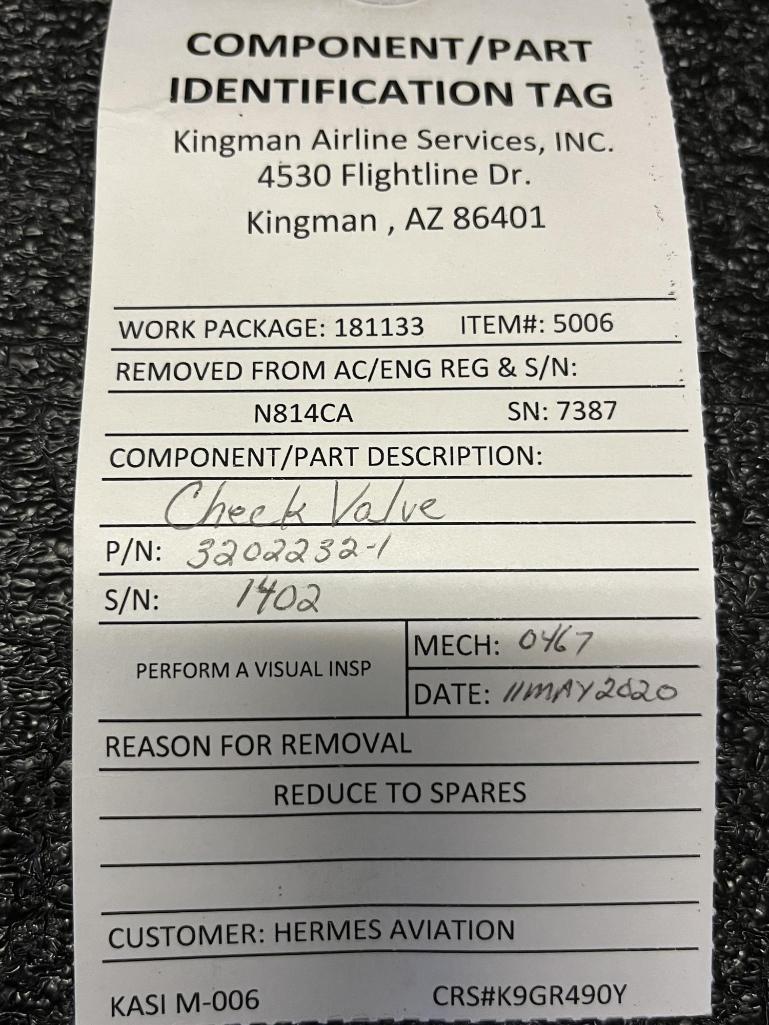 COMPONENT/PART
IDENTIFICATION TAG
Kingman Airline Services, INC.
4530 Flightline Dr.
Kingman , AZ 86401
WORK PACKAGE: 181133 ITEM#: 5006
REMOVED FROM AC/ENG REG & S/N:
N814CA SN: 7387
COMPONENT/PART DESCRIPTION:
Check Valve
P/N: 3202232-1
S/N: 1402
PERFORM A VISUAL INSP
MECH: 0467
DATE: 11MAY2020
REASON FOR REMOVAL
REDUCE TO SPARES
CUSTOMER: HERMES AVIATION
KASI M-006 CRS#K9GR490Y